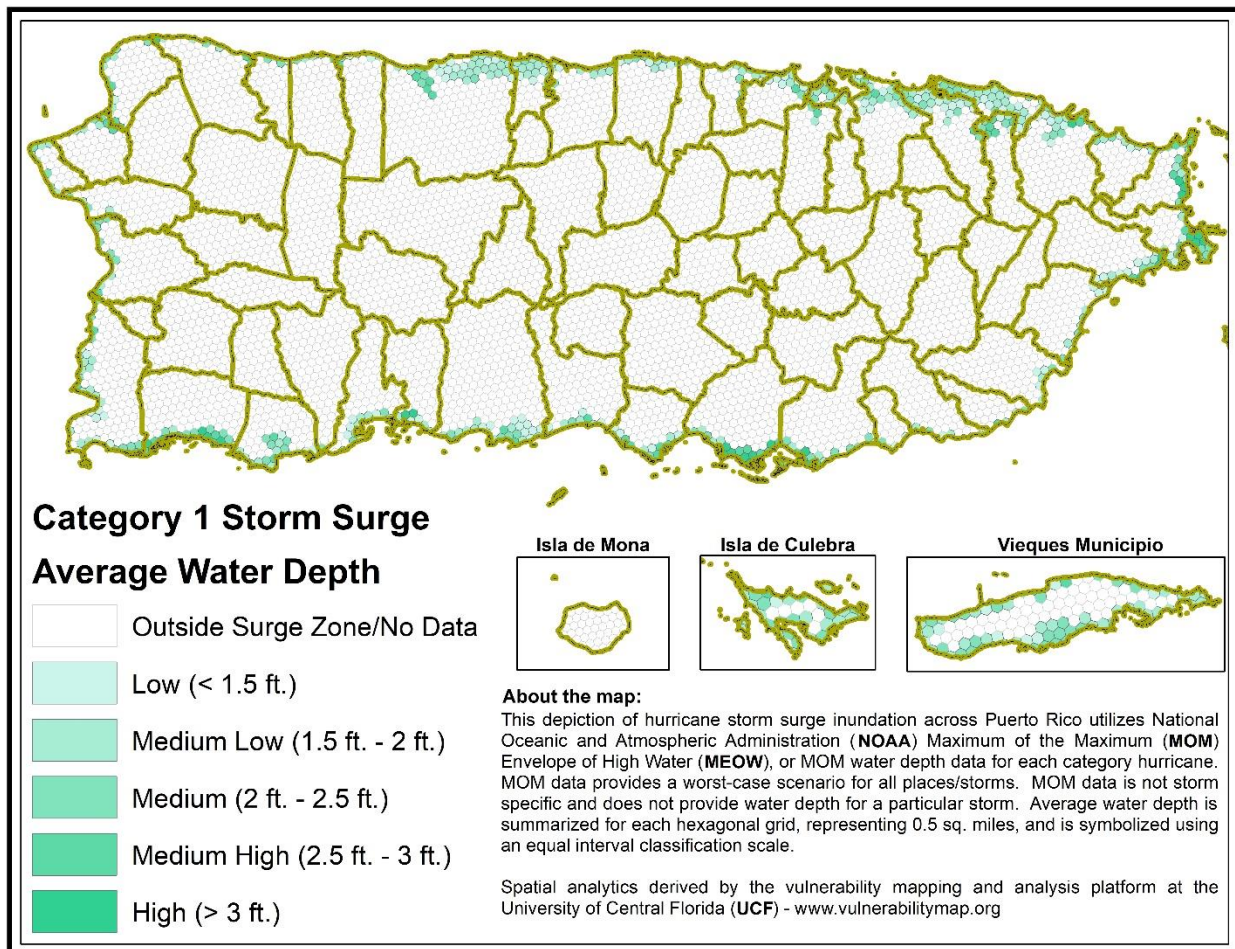 Category 1 Storm Surge
Average Water Depth
Outside Surge Zone/No Data
Low (< 1.5 ft.)
Medium Low (1.5 ft. - 2 ft.)
Medium (2 ft. - 2.5 ft.)
Medium High (2.5 ft. - 3 ft.)
High (> 3 ft.)
Isla de Mona
Isla de Culebra
Vieques Municipio
About the map:
This depiction of hurricane storm surge inundation across Puerto Rico utilizes National
Oceanic and Atmospheric Administration (NOAA) Maximum of the Maximum (MOM)
Envelope of High Water (MEOW), or MOM water depth data for each category hurricane.
MOM data provides a worst-case scenario for all places/storms. MOM data is not storm
specific and does not provide water depth for a particular storm. Average water depth is
summarized for each hexagonal grid, representing 0.5 sq. miles, and is symbolized using
an equal interval classification scale.
Spatial analytics derived by the vulnerability mapping and analysis platform at the
University of Central Florida (UCF) - www.vulnerabilitymap.org